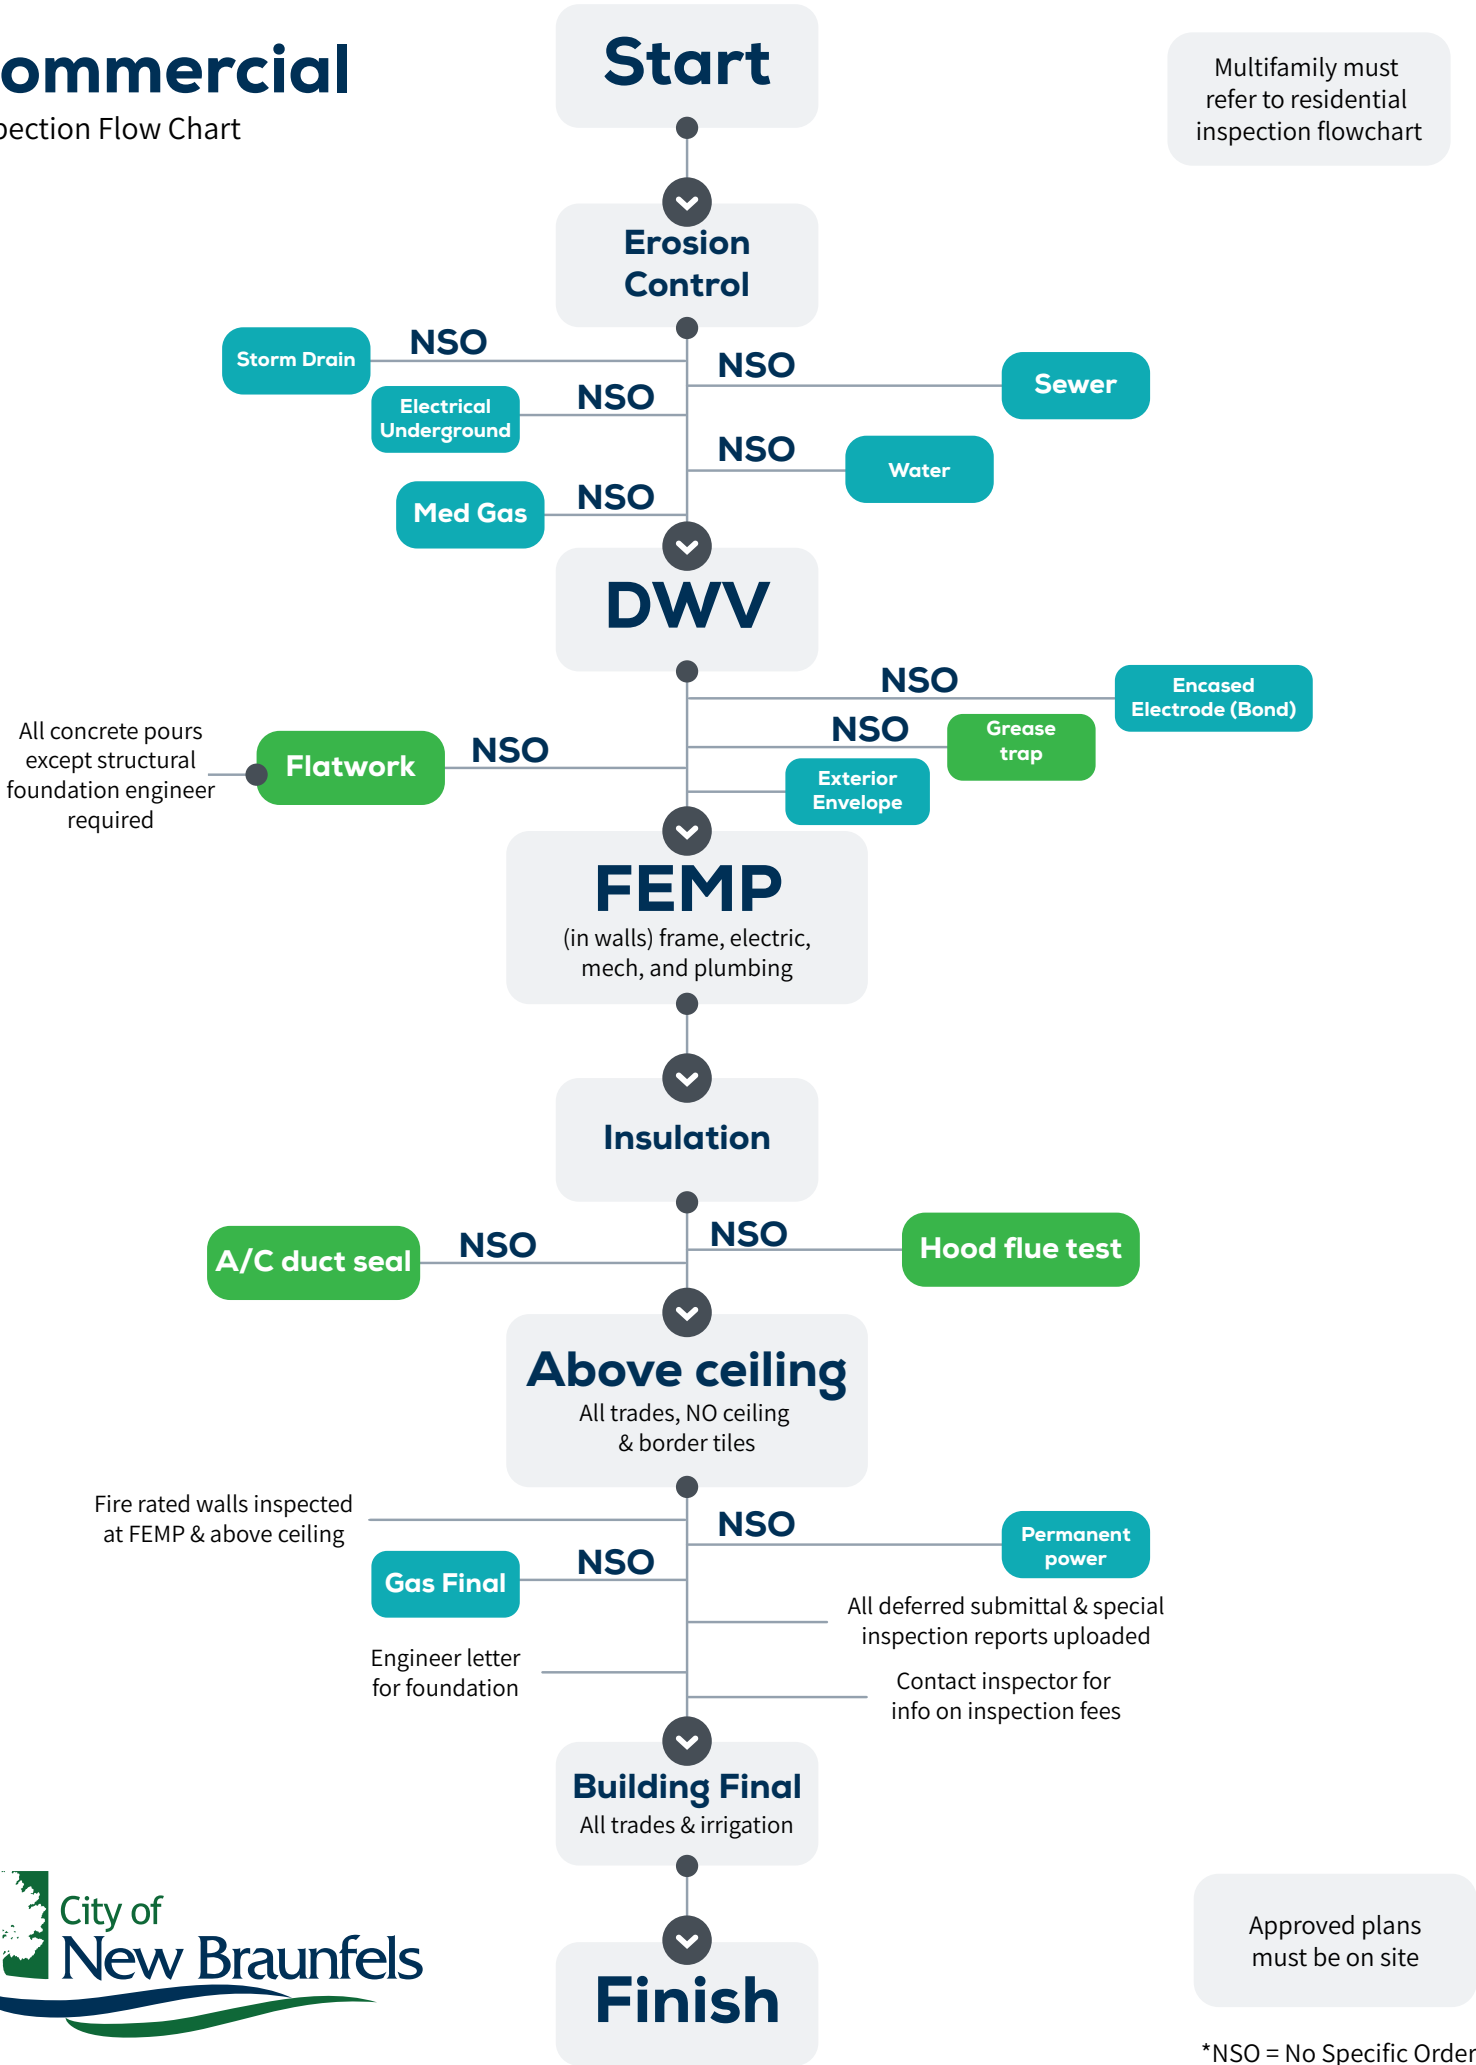 ommercial
pection Flow Chart
Start
Multifamily must
refer to residential
inspection flowchart
Erosion
Control
Storm Drain
NSO
NSO
Sewer
Electrical
Underground
NSO
NSO
Water
Med Gas
NSO
DWV
NSO
Encased
Electrode (Bond)
NSO
Grease
trap
All concrete pours
except structural
foundation engineer
required
Flatwork
NSO
Exterior
Envelope
FEMP
(in walls) frame, electric,
mech, and plumbing
Insulation
A/C duct seal
NSO
NSO
Hood flue test
Above ceiling
All trades, NO ceiling
& border tiles
Fire rated walls inspected
at FEMP & above ceiling
NSO
Permanent
power
Gas Final
NSO
All deferred submittal & special
inspection reports uploaded
Engineer letter
for foundation
Contact inspector for
info on inspection fees
Building Final
All trades & irrigation
City of
New Braunfels
Finish
Approved plans
must be on site
*NSO = No Specific Order